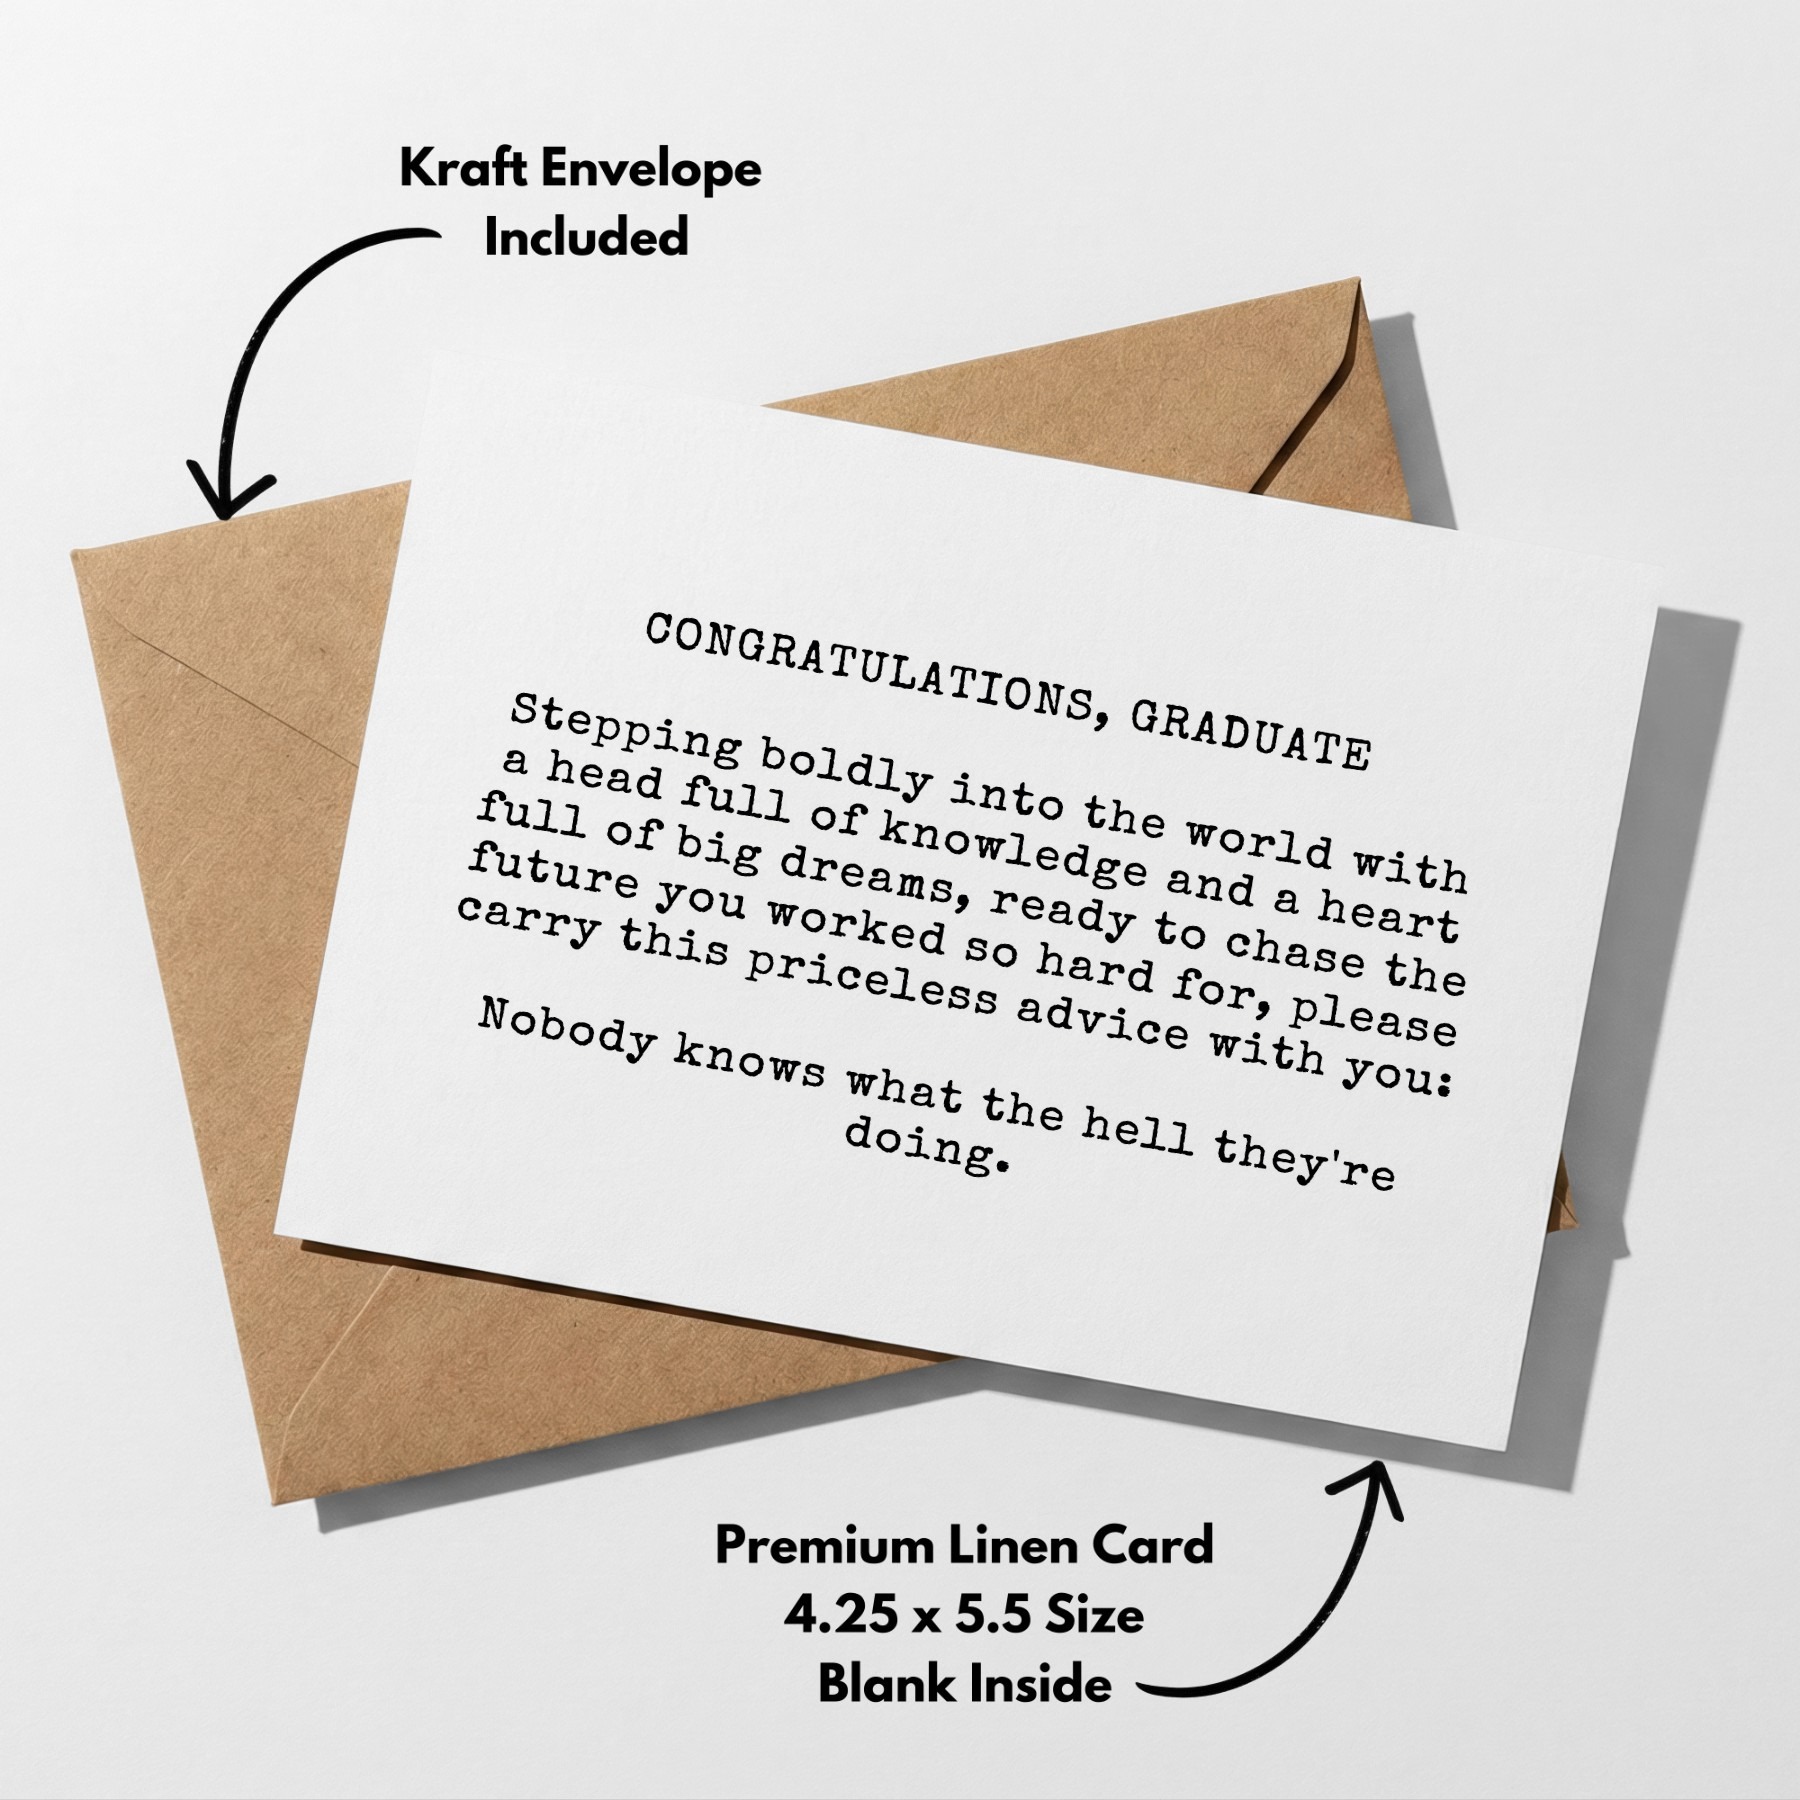 Kraft Envelope
Included
CONGRATULATIONS, GRADUATE
Stepping boldly into the world with
a head full of knowledge and a heart
full of big dreams, ready to chase the
future you worked so hard for, please
carry this priceless advice with you:
Nobody knows what the hell they're
doing.
Premium Linen Card
4.25 x 5.5 Size
Blank Inside